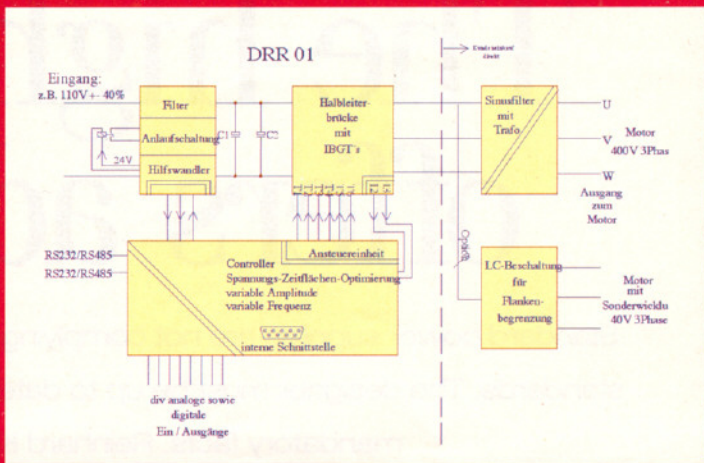 DRR 01
Eingang:
z.B. 110V+- 40%
Filter
Anlaufschaltung
24V
Hilfswandler
C1
C2
Halbleiter-
brücke
mit
IBGT's
Sinusfilter
mit
Trafo
U
V
W
Motor
400V 3Phas
Ausgang
zum
Motor
RS232/RS485
RS232/RS485
Ansteuereinheit
Controller
Spannungs-Zeitflächen-Optimierung
variable Amplitude
variable Frequenz
interne Schnittstelle
LC-Beschaltung
für
Flanken-
begrenzung
Motor
mit
Sonderwicklu
40V 3Phase
div analoge sowie
digitale
Ein / Ausgänge